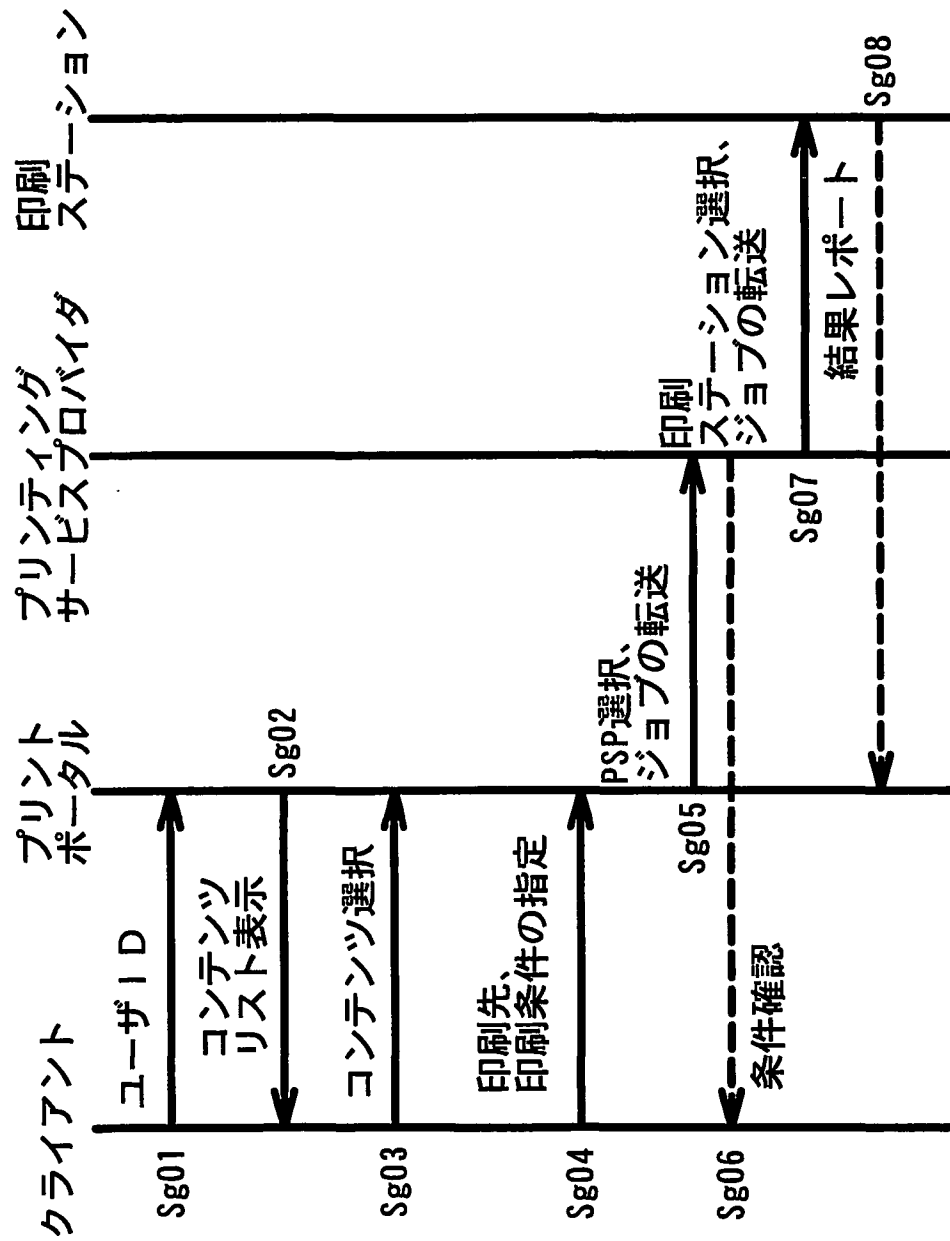 クライアント
プリント
ポータル
プリンティング
サービスプロバイダ
印刷
ステーション
Sg01
ユーザID
コンテンツ
リスト表示
Sg02
Sg03
コンテンツ選択
Sg04
印刷先、
印刷条件の指定
PSP選択、
ジョブの転送
Sg05
Sg06
条件確認
印刷
ステーション選択、
ジョブの転送
Sg07
結果レポート
Sg08